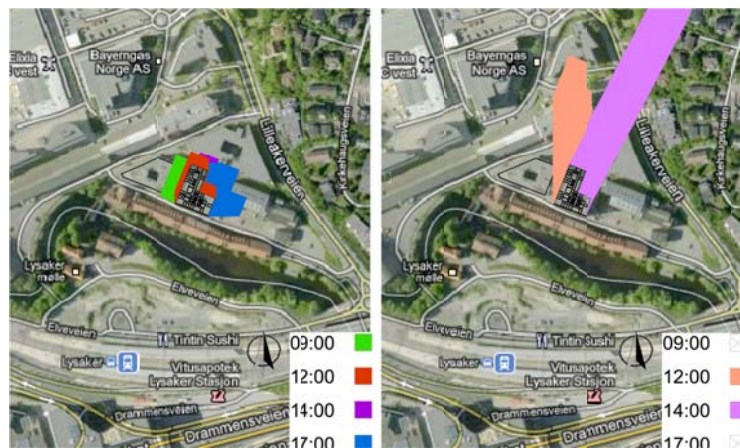 Elixia
vest
Bayerngas
Norge AS
Lilleakerveien
Kirkehaugsveien
Lysaker
mølle
Elveveien
Elveveien
Tintin Sushi
Lysaker
Vitusapotek
Lysaker Stasjon
Drammensveien
Drammensveien
09:00
12:00
14:00
17:00
Elixia
C vest
Bayerngas
Norge AS
Lilleakerveien
Kirkehaugsveien
Lysaker
mølle
Elveveien
Elveveien
Tintin Sushi
Lysaker
Vitusapotek
Lysaker Stasjon
Drammensveien
Drammensveien
09:00
12:00
14:00
17:00